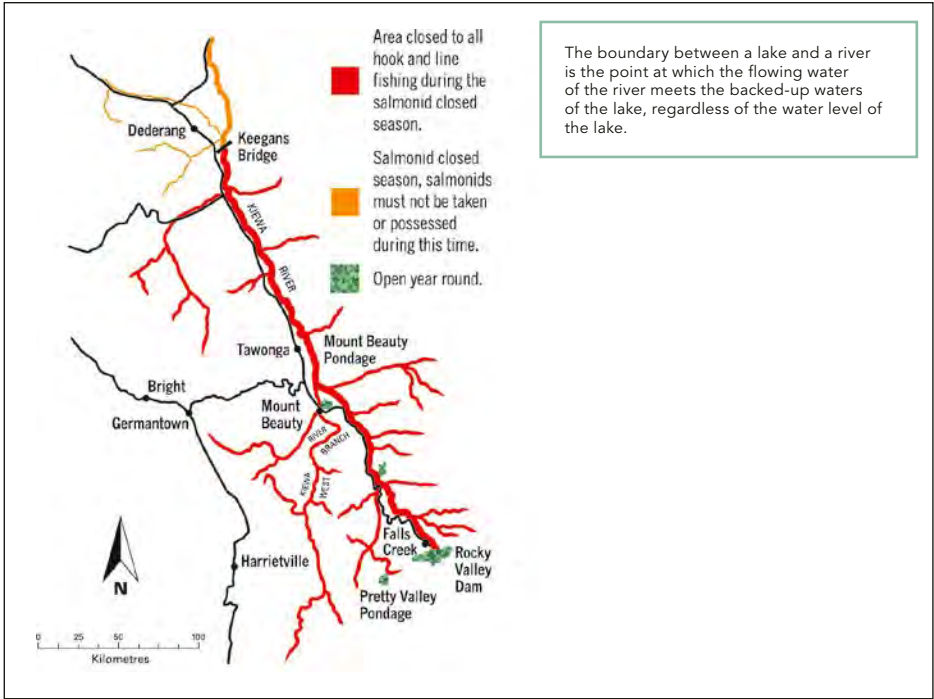 Area closed to all
hook and line
fishing during the
salmonid closed
season.
Salmonid closed
season, salmonids
must not be taken
or possessed
during this time.
Open year round.
The boundary between a lake and a river
is the point at which the flowing water
of the river meets the backed-up waters
of the lake, regardless of the water level of
the lake.
Dederang
Keegans
Bridge
KIEWA
RIVER
Tawonga
Mount Beauty
Pondage
Bright
Germantown
Mount
Beauty
RIVER
BRANCH
KIEWA
WEST
Falls
Creek
Rocky
Valley
Dam
Harrietville
Pretty Valley
Pondage
N
0 25 50 100
Kilometres